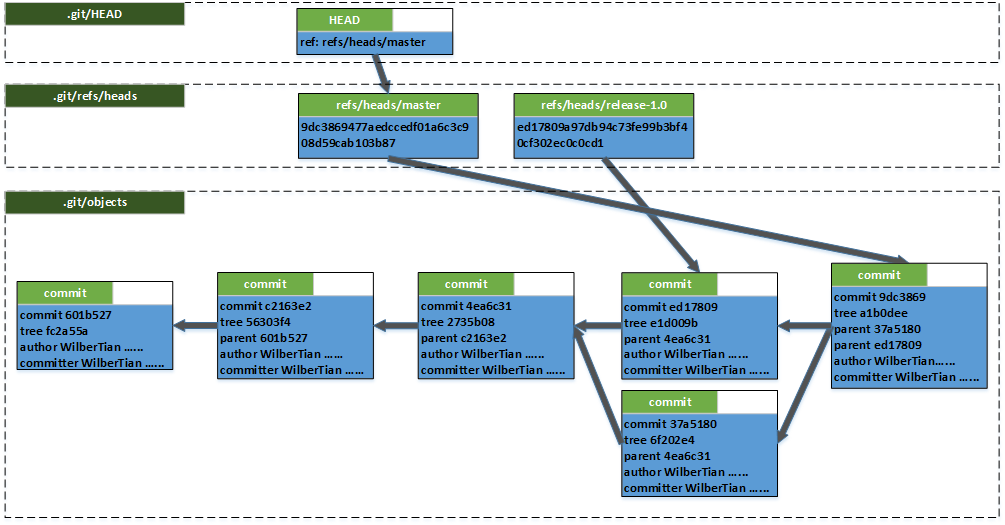 .git/HEAD
HEAD
ref: refs/heads/master
.git/refs/heads
refs/heads/master
9dc3869477aedccedf01a6c3c9
08d59cab103b87
refs/heads/release-1.0
ed17809a97db94c73fe99b3bf4
0cf302ec0c0cd1
.git/objects
commit
commit 601b527
tree fc2a55a
author WilberTian ......
committer WilberTian ......
commit
commit c2163e2
tree 56303f4
parent 601b527
author WilberTian ......
committer WilberTian ......
commit
commit 4ea6c31
tree 2735b08
parent c2163e2
author WilberTian ......
committer WilberTian ......
commit
commit ed17809
tree e1d009b
parent 4ea6c31
author WilberTian ......
committer WilberTian ......
commit
commit 9dc3869
tree a1b0dee
parent 37a5180
parent ed17809
author WilberTian......
committer WilberTian ......
commit
commit 37a5180
tree 6f202e4
parent 4ea6c31
author WilberTian ......
committer WilberTian ......